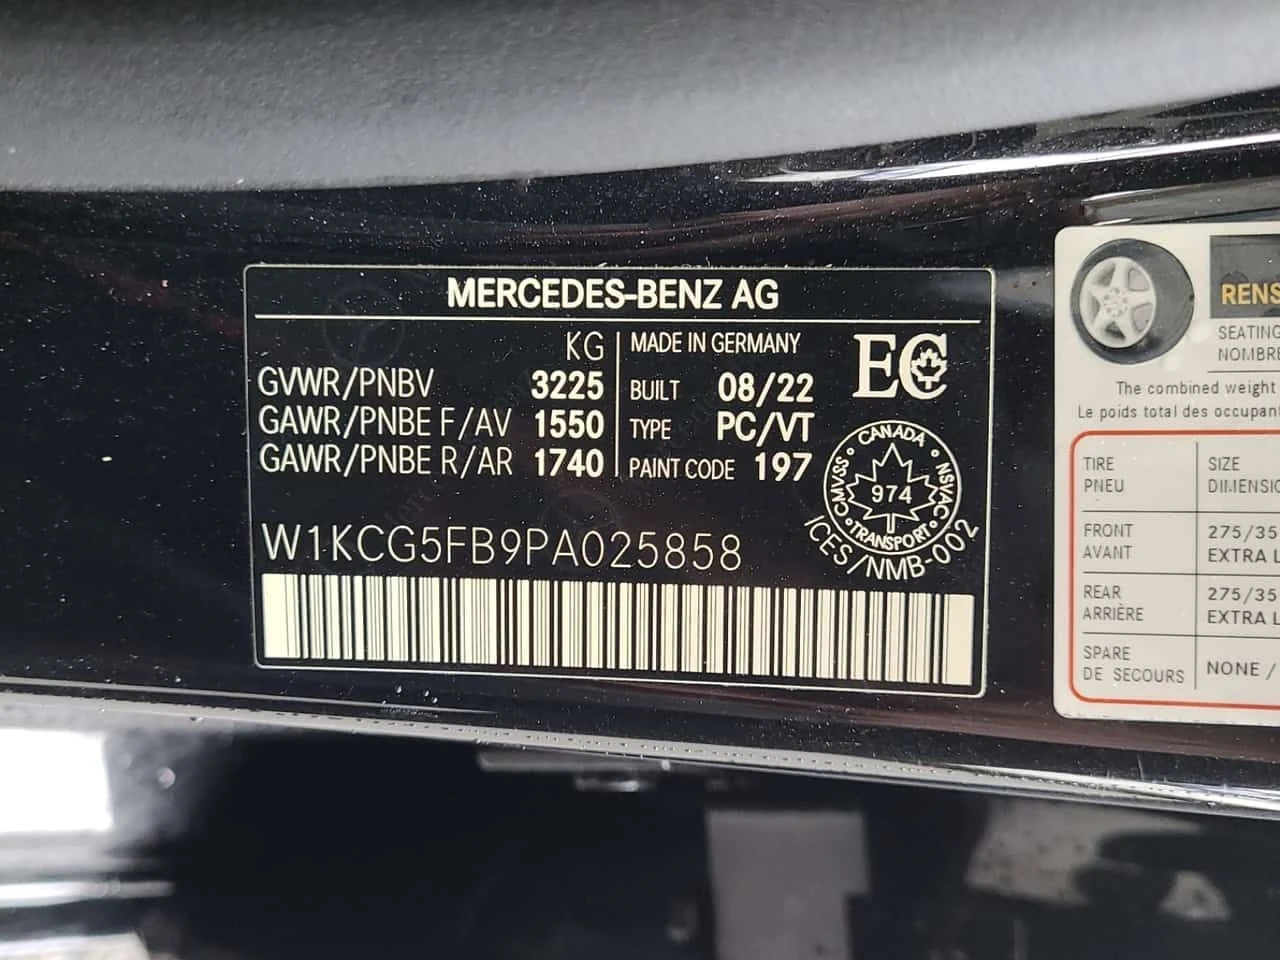 MERCEDES-BENZ AG
KG
GVWR/PNBV 3225
GAWR/PNBE F/AV 1550
GAWR/PNBE R/AR 1740
MADE IN GERMANY
BUILT 08/22
TYPE PC/VT
PAINT CODE 197
EC
CANADA
CMVSS
NSVAC
974
TRANSPORT
ICES/NMB-002
W1KCG5FB9PA025858
RENS
SEATING
NOMBRE
The combined weight
Le poids total des occupan
TIRE SIZE
PNEU DIMENSIO
FRONT 275/35
AVANT EXTRA L
REAR 275/35
ARRIÈRE EXTRA L
SPARE
DE SECOURS NONE /